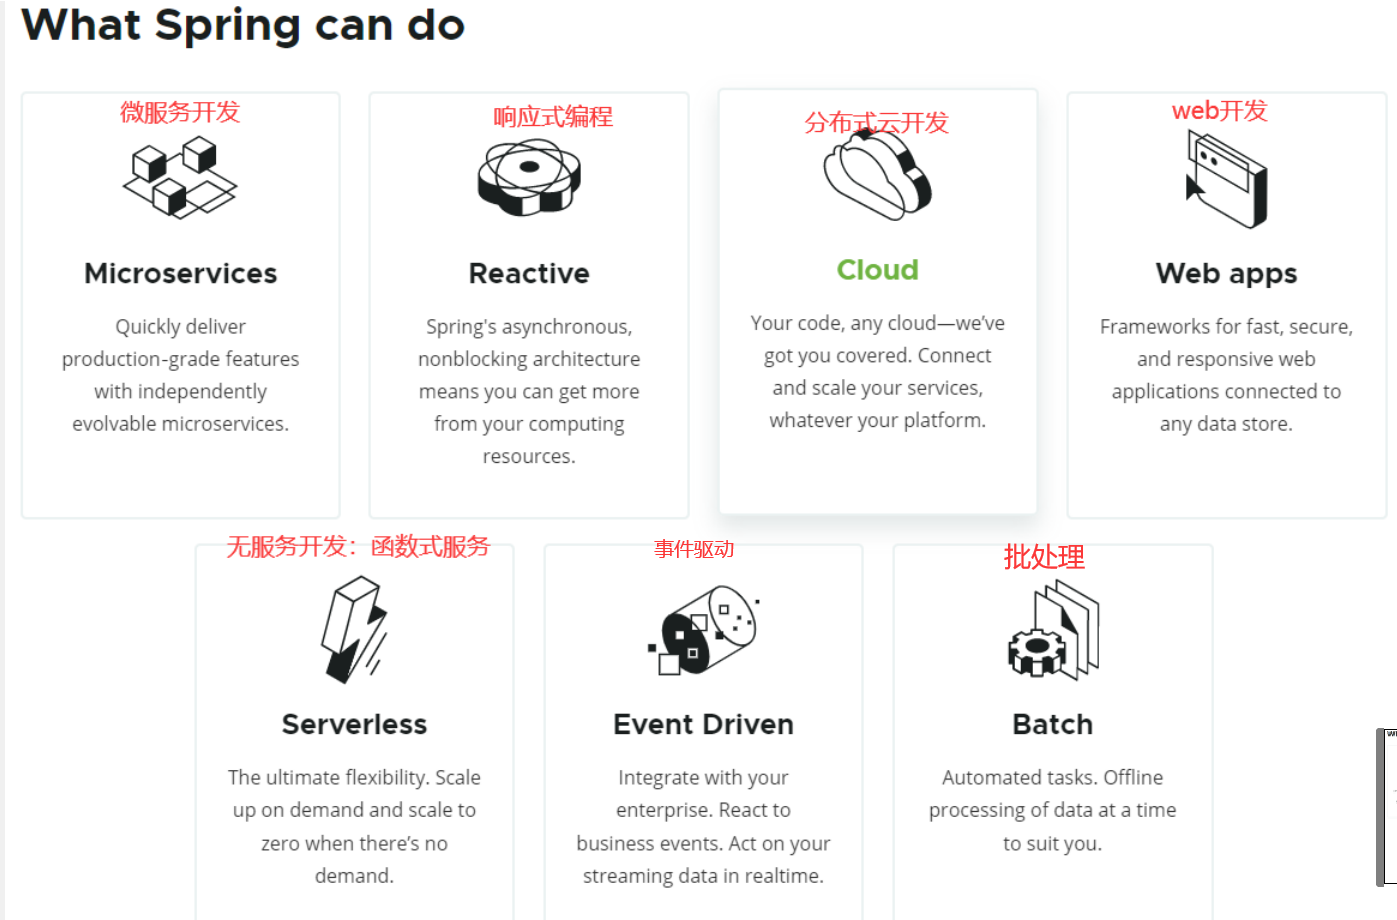 What Spring can do
微服务开发
Microservices
Quickly deliver
production-grade features
with independently
evolvable microservices.
响应式编程
Reactive
Spring's asynchronous,
nonblocking architecture
means you can get more
from your computing
resources.
分布式云开发
Cloud
Your code, any cloud—we’ve
got you covered. Connect
and scale your services,
whatever your platform.
web开发
Web apps
Frameworks for fast, secure,
and responsive web
applications connected to
any data store.
无服务开发：函数式服务
Serverless
The ultimate flexibility. Scale
up on demand and scale to
zero when there’s no
demand.
事件驱动
Event Driven
Integrate with your
enterprise. React to
business events. Act on your
streaming data in realtime.
批处理
Batch
Automated tasks. Offline
processing of data at a time
to suit you.